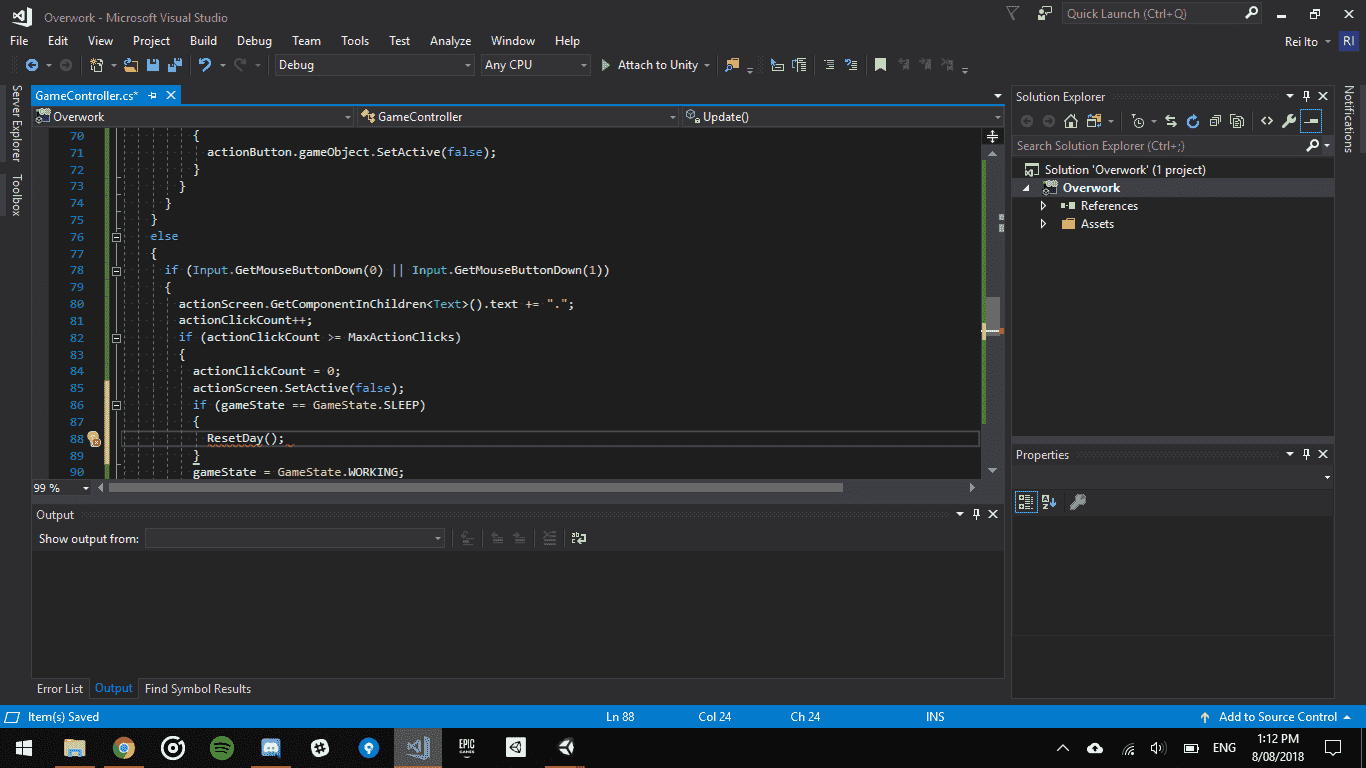 Overwork - Microsoft Visual Studio
Quick Launch (Ctrl+Q)
File Edit View Project Build Debug Team Tools Test Analyze Window Help
Rei Ito RI
Debug Any CPU Attach to Unity
Server Explorer
Toolbox
GameController.cs*
Overwork GameController Update()
70 {
71 actionButton.gameObject.SetActive(false);
72 }
73 }
74 }
75 }
76 else
77 {
78 if (Input.GetMouseButtonDown(0) || Input.GetMouseButtonDown(1))
79 {
80 actionScreen.GetComponentInChildren<Text>().text += ".";
81 actionClickCount++;
82 if (actionClickCount >= MaxActionClicks)
83 {
84 actionClickCount = 0;
85 actionScreen.SetActive(false);
86 if (gameState == GameState.SLEEP)
87 {
88 ResetDay();
89 }
90 gameState = GameState.WORKING;
99 %
Output
Show output from:
Error List Output Find Symbol Results
Solution Explorer
Search Solution Explorer (Ctrl+;)
Solution 'Overwork' (1 project)
Overwork
References
Assets
Properties
Notifications
Item(s) Saved Ln 88 Col 24 Ch 24 INS Add to Source Control
EPIC GAMES
ENG
1:12 PM
8/08/2018